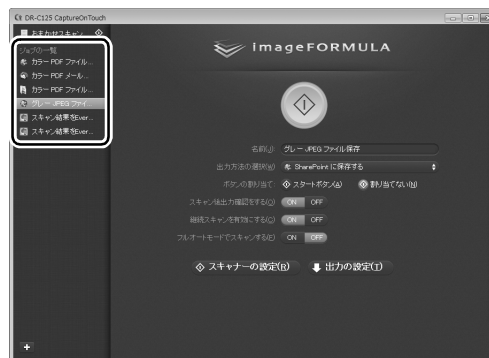 DR-C125 CaptureOnTouch
おまかせスキャン
ジョブの一覧
カラー PDF ファイル...
カラー PDF メール...
カラー PDF ファイル...
グレー JPEG ファイ...
スキャン結果をEver...
スキャン結果をEver...
imageFORMULA
名前(J): グレー JPEG ファイル保存
出力方法の選択(W): SharePoint に保存する
ボタンの割り当て: スタートボタン(A) 割り当てない(N)
スキャン後出力確認をする(O) ON OFF
継続スキャンを有効にする(C) ON OFF
フルオートモードでスキャンする(E) ON OFF
スキャナーの設定(R) 出力の設定(T)